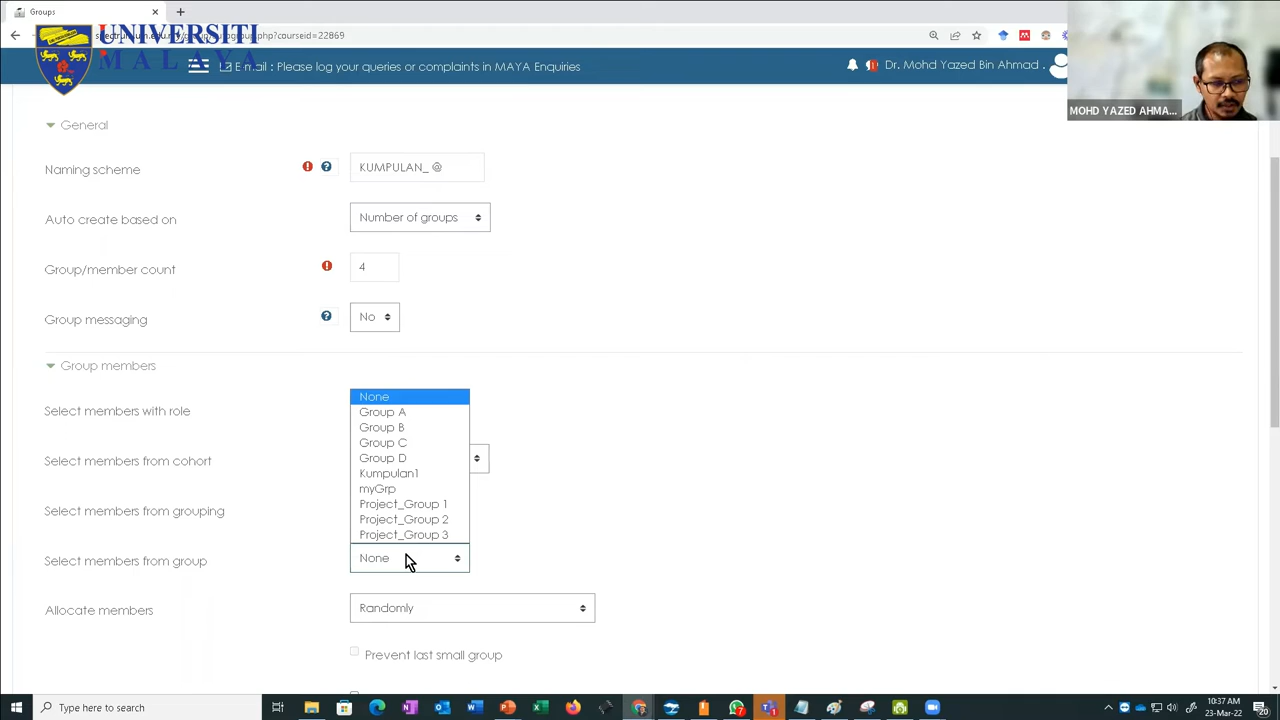 Groups
UNIVERSITI
MALAYA
.php?courseid=22869
E mail : Please log your queries or complaints in MAYA Enquiries
Dr. Mohd Yazed Bin Ahmad .
MOHD YAZED AHMA...
General
Naming scheme
KUMPULAN_ @
Auto create based on
Number of groups
Group/member count
4
Group messaging
No
Group members
Select members with role
None
Group A
Group B
Group C
Group D
Kumpulan1
myGrp
Project_Group 1
Project_Group 2
Project_Group 3
Select members from cohort
Select members from grouping
Select members from group
None
Allocate members
Randomly
Prevent last small group
Type here to search
10:37 AM
23-Mar-22
20